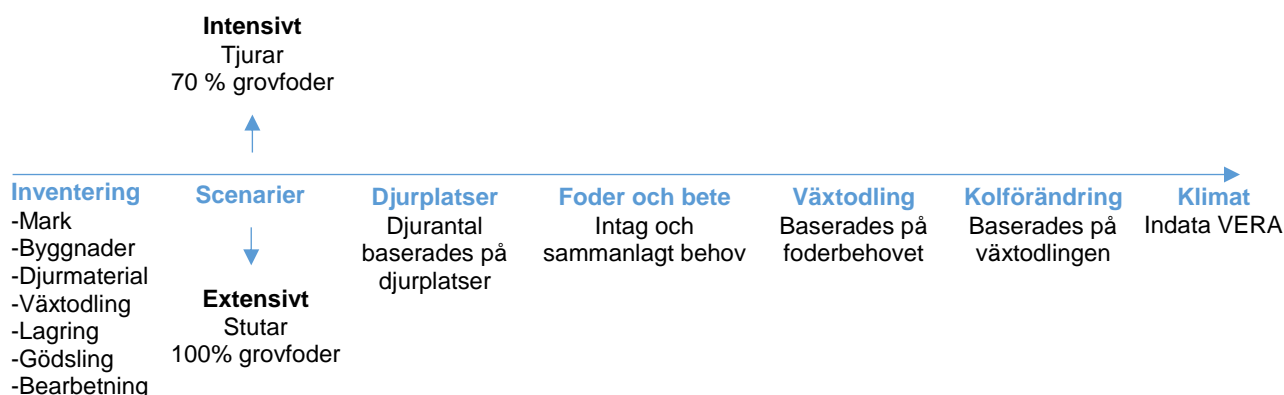 Intensivt
Tjurar
70 % grovfoder
Inventering
-Mark
-Byggnader
-Djurmaterial
-Växtodling
-Lagring
-Gödsling
-Bearbetning
Scenarier
Extensivt
Stutar
100% grovfoder
Djurplatser
Djurantal
baserades på
djurplatser
Foder och bete
Intag och
sammanlagt behov
Växtodling
Baserades på
foderbehovet
Kolförändring
Baserades på
växtodlingen
Klimat
Indata VERA